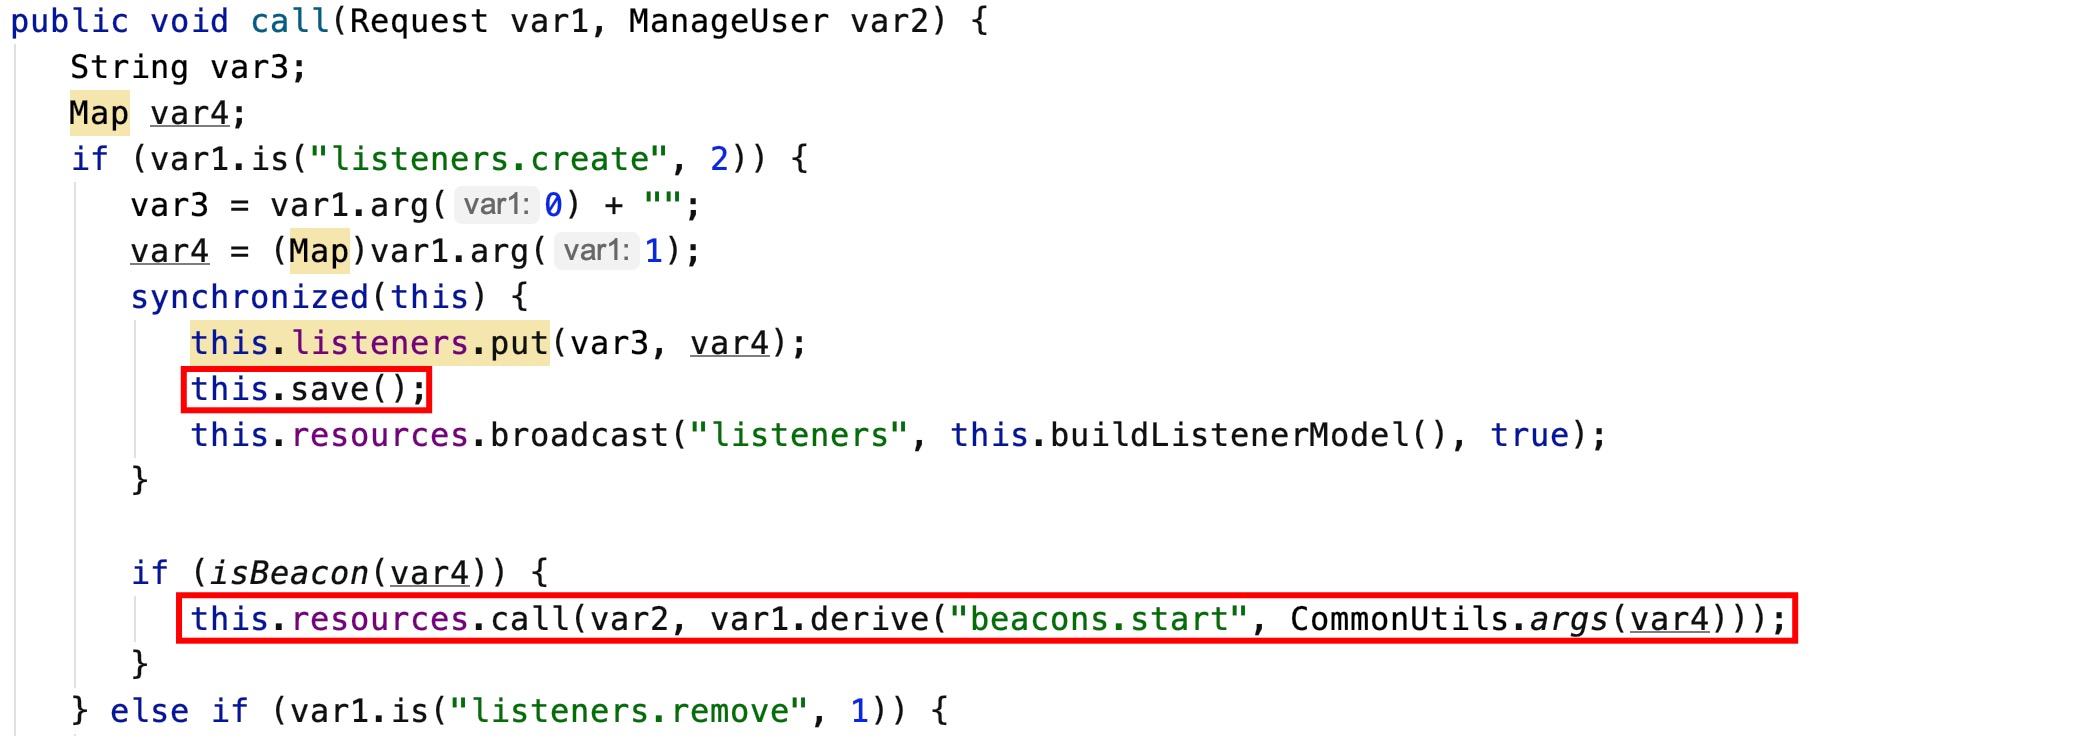 public void call(Request var1, ManageUser var2) {
String var3;
Map var4;
if (var1.is("listeners.create", 2)) {
var3 = var1.arg( var1: 0) + "";
var4 = (Map)var1.arg( var1: 1);
synchronized(this) {
this.listeners.put(var3, var4);
this.save();
this.resources.broadcast("listeners", this.buildListenerModel(), true);
}
if (isBeacon(var4)) {
this.resources.call(var2, var1.derive("beacons.start", CommonUtils.args(var4)));
}
} else if (var1.is("listeners.remove", 1)) {